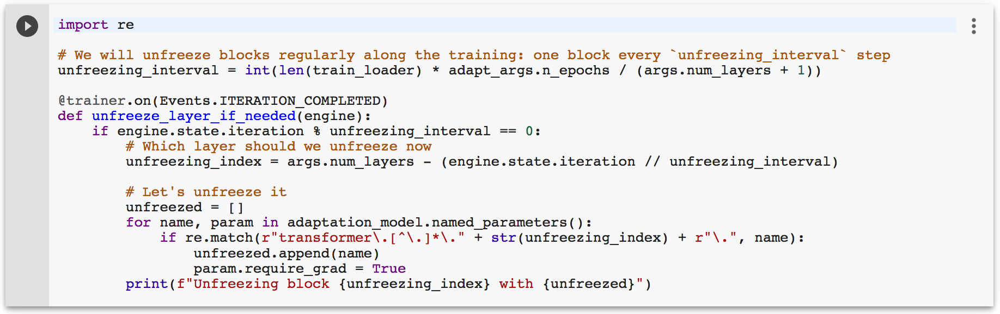 import re
# We will unfreeze blocks regularly along the training: one block every `unfreezing_interval` step
unfreezing_interval = int(len(train_loader) * adapt_args.n_epochs / (args.num_layers + 1))
@trainer.on(Events.ITERATION_COMPLETED)
def unfreeze_layer_if_needed(engine):
    if engine.state.iteration % unfreezing_interval == 0:
        # Which layer should we unfreeze now
        unfreezing_index = args.num_layers - (engine.state.iteration // unfreezing_interval)
        # Let's unfreeze it
        unfreezed = []
        for name, param in adaptation_model.named_parameters():
            if re.match(r"transformer\.[^\.]*\." + str(unfreezing_index) + r"\.", name):
                unfreezed.append(name)
                param.require_grad = True
        print(f"Unfreezing block {unfreezing_index} with {unfreezed}")